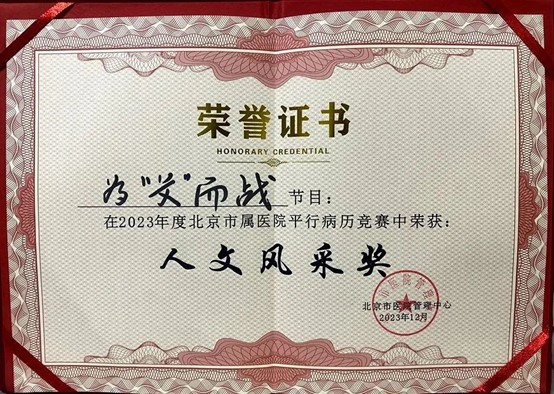 荣誉证书
HONORARY CREDENTIAL
为"艾"而战 节目：
在2023年度北京市属医院平行病历竞赛中荣获：
人文风采奖
北京市医院管理中心
2023年12月